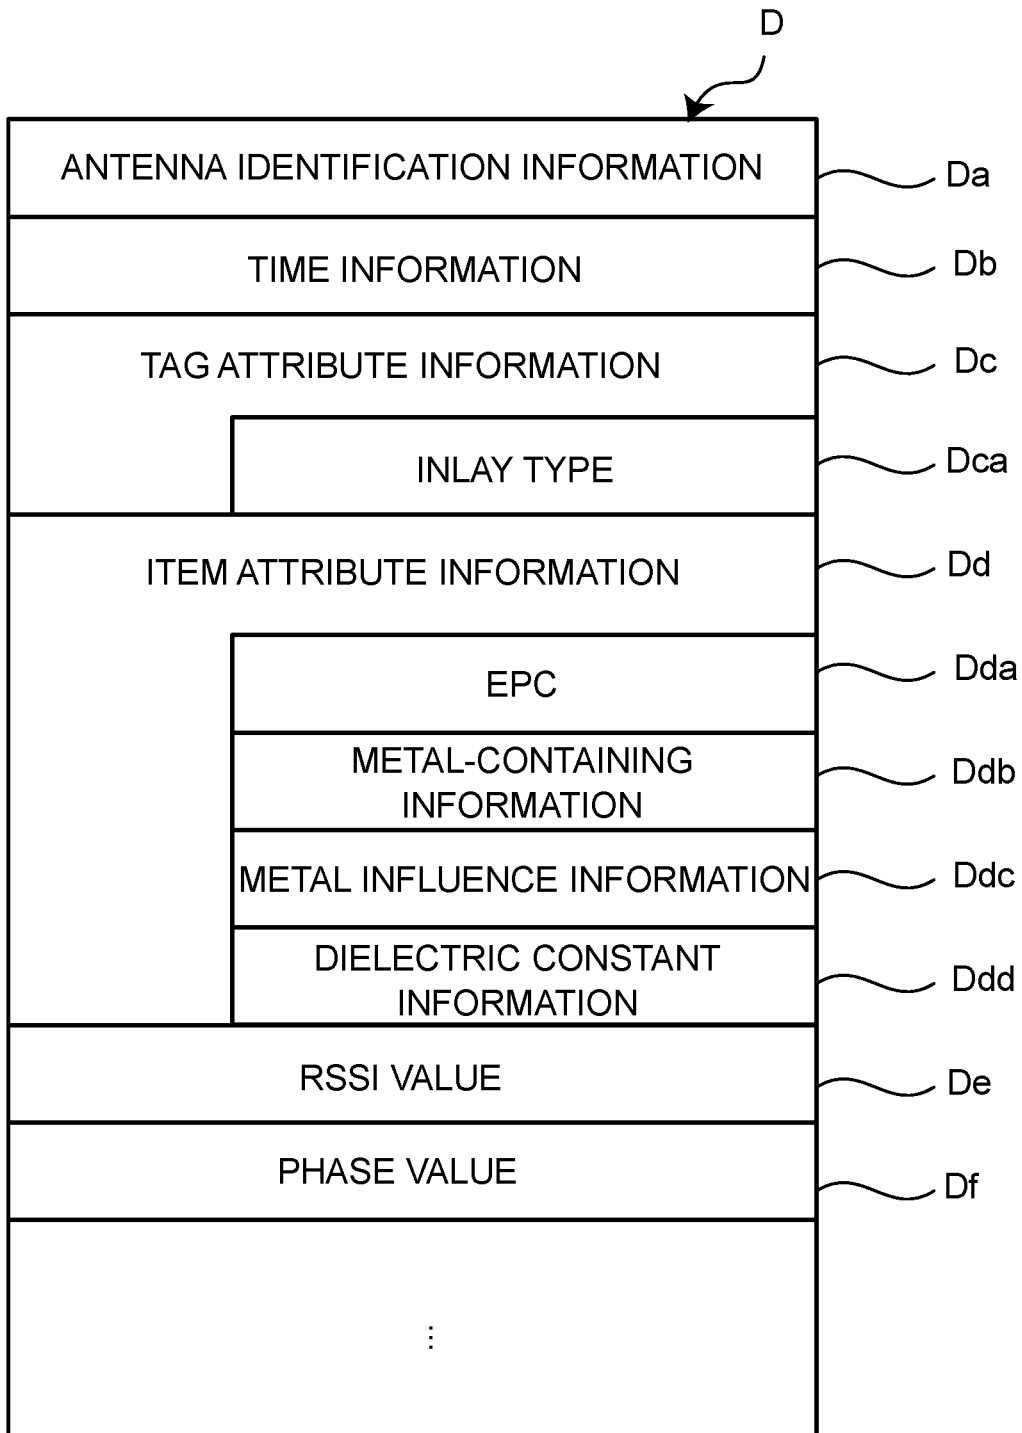 D
ANTENNA IDENTIFICATION INFORMATION
Da
TIME INFORMATION
Db
TAG ATTRIBUTE INFORMATION
Dc
INLAY TYPE
Dca
ITEM ATTRIBUTE INFORMATION
Dd
EPC
Dda
METAL-CONTAINING
INFORMATION
Ddb
METAL INFLUENCE INFORMATION
Ddc
DIELECTRIC CONSTANT
INFORMATION
Ddd
RSSI VALUE
De
PHASE VALUE
Df
⋮